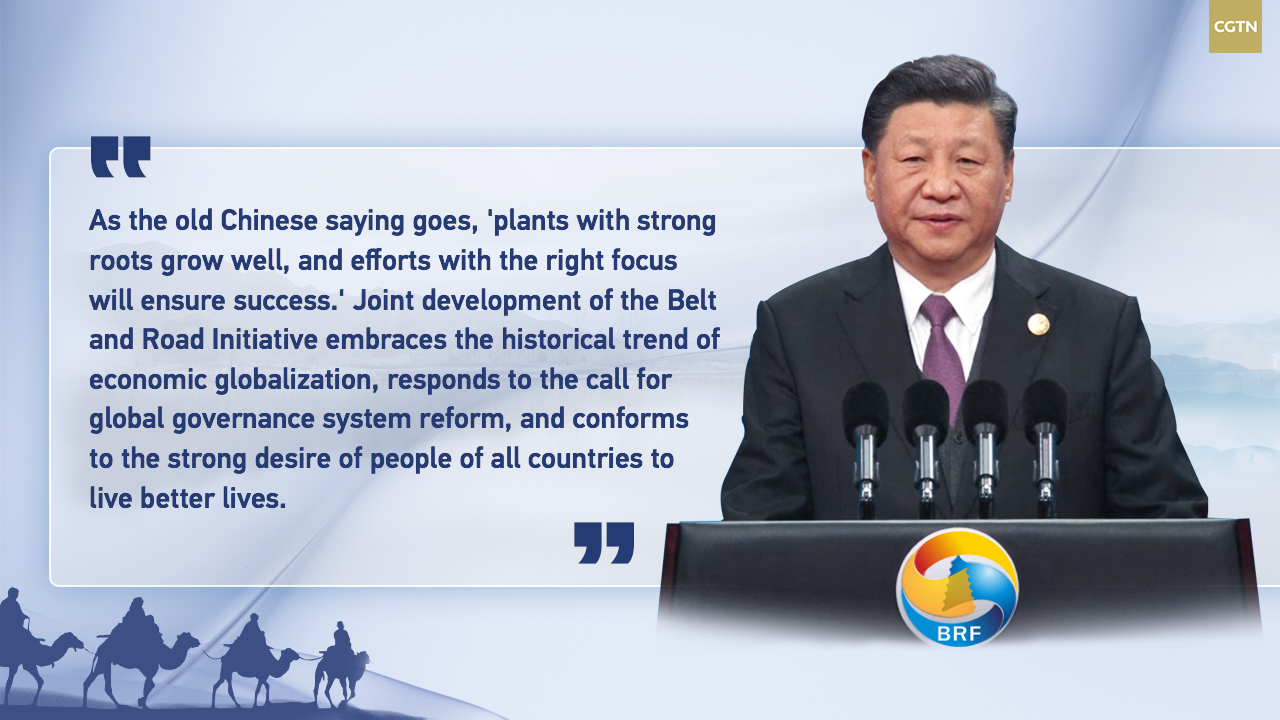 CGTN
"
As the old Chinese saying goes, 'plants with strong
roots grow well, and efforts with the right focus
will ensure success.' Joint development of the Belt
and Road Initiative embraces the historical trend of
economic globalization, responds to the call for
global governance system reform, and conforms
to the strong desire of people of all countries to
live better lives.
"
BRF